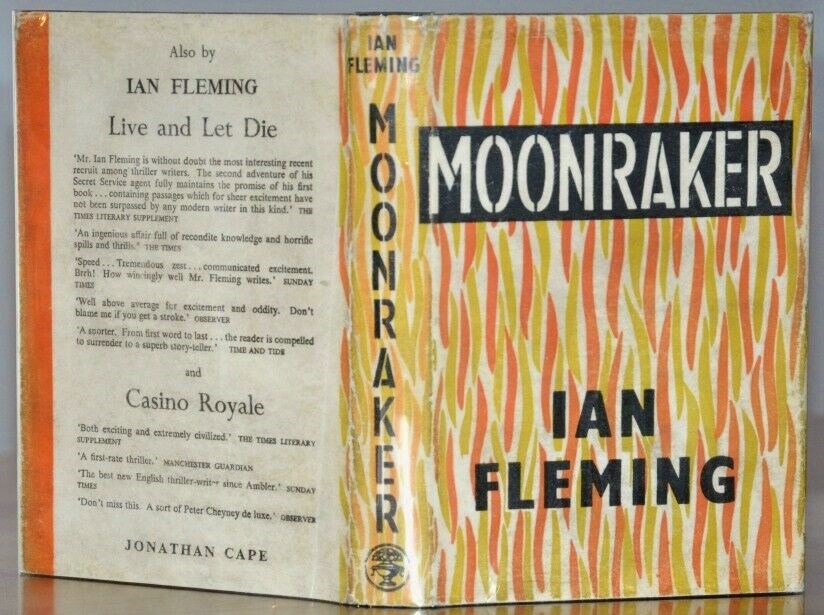 Also by
IAN FLEMING
Live and Let Die
'Mr. Ian Fleming is without doubt the most interesting recent
recruit among thriller writers. The second adventure of his
Secret Service agent fully maintains the promise of his first
book . . . containing passages which for sheer excitement have
not been surpassed by any modern writer in this kind.' THE
TIMES LITERARY SUPPLEMENT
'An ingenious affair full of recondite knowledge and horrific
spills and thrills.' THE TIMES
'Speed . . . Tremendous zest . . . communicated excitement.
Brrh! How wincingly well Mr. Fleming writes.' SUNDAY
TIMES
'Well above average for excitement and oddity. Don't
blame me if you get a stroke.' OBSERVER
'A snorter. From first word to last . . . the reader is compelled
to surrender to a superb story-teller.' TIME AND TIDE
and
Casino Royale
'Both exciting and extremely civilized.' THE TIMES LITERARY
SUPPLEMENT
'A first-rate thriller.' MANCHESTER GUARDIAN
'The best new English thriller-writer since Ambler.' SUNDAY
TIMES
'Don't miss this. A sort of Peter Cheyney de luxe.' OBSERVER
JONATHAN CAPE
IAN
FLEMING
MOONRAKER
MOONRAKER
IAN
FLEMING